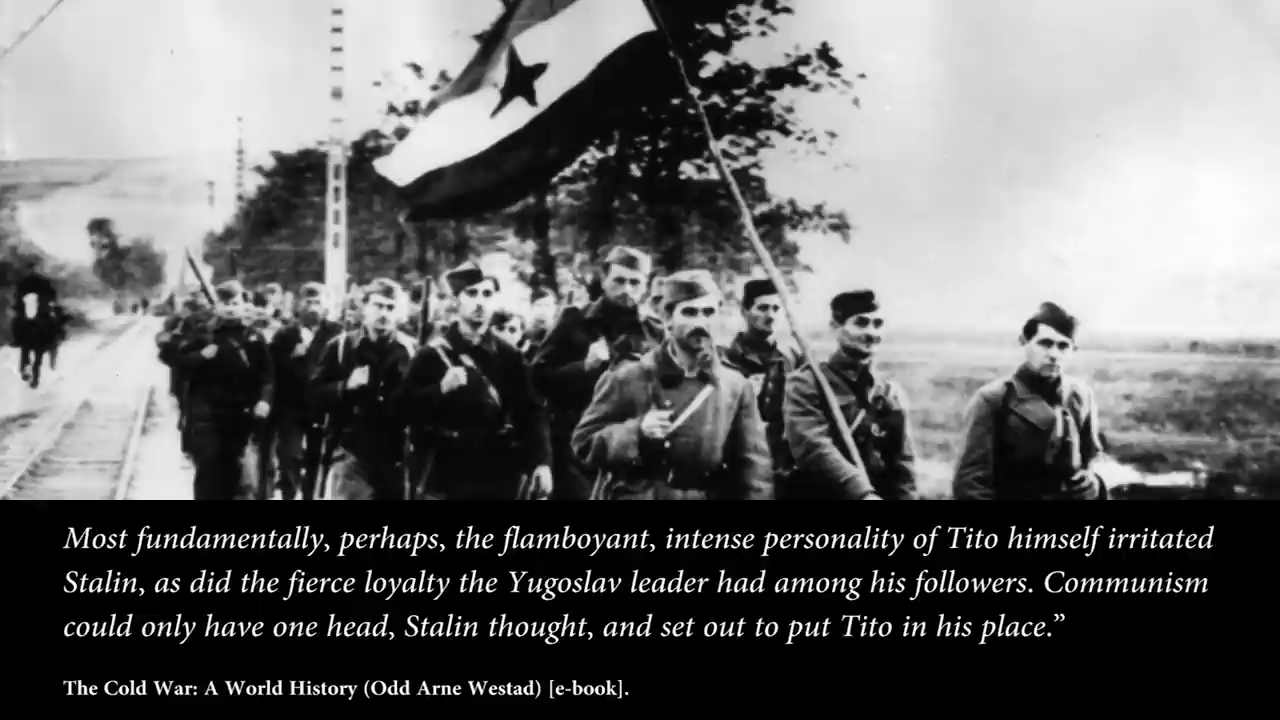 Most fundamentally, perhaps, the flamboyant, intense personality of Tito himself irritated
Stalin, as did the fierce loyalty the Yugoslav leader had among his followers. Communism
could only have one head, Stalin thought, and set out to put Tito in his place.”
The Cold War: A World History (Odd Arne Westad) [e-book].